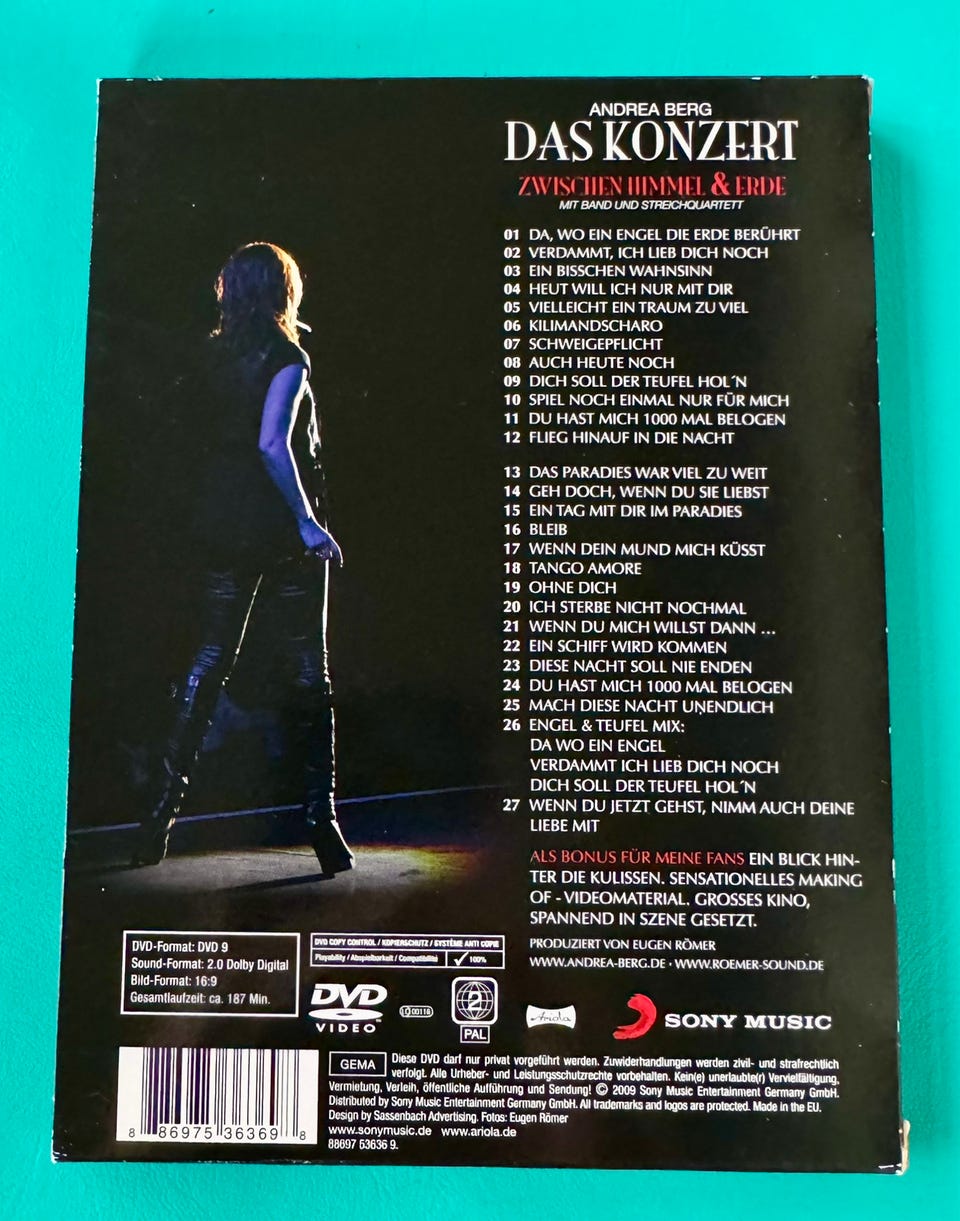 ANDREA BERG
DAS KONZERT
ZWISCHEN HIMMEL & ERDE
MIT BAND UND STREICHQUARTETT
01 DA, WO EIN ENGEL DIE ERDE BERÜHRT
02 VERDAMMT, ICH LIEB DICH NOCH
03 EIN BISSCHEN WAHNSINN
04 HEUT WILL ICH NUR MIT DIR
05 VIELLEICHT EIN TRAUM ZU VIEL
06 KILIMANDSCHARO
07 SCHWEIGEPFLICHT
08 AUCH HEUTE NOCH
09 DICH SOLL DER TEUFEL HOL´N
10 SPIEL NOCH EINMAL NUR FÜR MICH
11 DU HAST MICH 1000 MAL BELOGEN
12 FLIEG HINAUF IN DIE NACHT
13 DAS PARADIES WAR VIEL ZU WEIT
14 GEH DOCH, WENN DU SIE LIEBST
15 EIN TAG MIT DIR IM PARADIES
16 BLEIB
17 WENN DEIN MUND MICH KÜSST
18 TANGO AMORE
19 OHNE DICH
20 ICH STERBE NICHT NOCHMAL
21 WENN DU MICH WILLST DANN ...
22 EIN SCHIFF WIRD KOMMEN
23 DIESE NACHT SOLL NIE ENDEN
24 DU HAST MICH 1000 MAL BELOGEN
25 MACH DIESE NACHT UNENDLICH
26 ENGEL & TEUFEL MIX:
DA WO EIN ENGEL
VERDAMMT ICH LIEB DICH NOCH
DICH SOLL DER TEUFEL HOL´N
27 WENN DU JETZT GEHST, NIMM AUCH DEINE
LIEBE MIT
ALS BONUS FÜR MEINE FANS EIN BLICK HIN-
TER DIE KULISSEN. SENSATIONELLES MAKING
OF - VIDEOMATERIAL. GROSSES KINO,
SPANNEND IN SZENE GESETZT.
PRODUZIERT VON EUGEN RÖMER
WWW.ANDREA-BERG.DE · WWW.ROEMER-SOUND.DE
DVD-Format: DVD 9
Sound-Format: 2.0 Dolby Digital
Bild-Format: 16:9
Gesamtlaufzeit: ca. 187 Min.
DVD COPY CONTROL / KOPIERSCHUTZ / SYSTÈME ANTI COPIE
Playability / Abspielbarkeit / Compatibilité ✓ 100%
DVD
VIDEO
LC 00116
2
PAL
Ariola
SONY MUSIC
GEMA
Diese DVD darf nur privat vorgeführt werden. Zuwiderhandlungen werden zivil- und strafrechtlich
verfolgt. Alle Urheber- und Leistungsschutzrechte vorbehalten. Kein(e) unerlaubte(r) Vervielfältigung,
Vermietung, Verleih, öffentliche Aufführung und Sendung! © 2009 Sony Music Entertainment Germany GmbH.
Distributed by Sony Music Entertainment Germany GmbH. All trademarks and logos are protected. Made in the EU.
Design by Sassenbach Advertising. Fotos: Eugen Römer
www.sonymusic.de www.ariola.de
88697 53636 9.
8 86975 36369 8